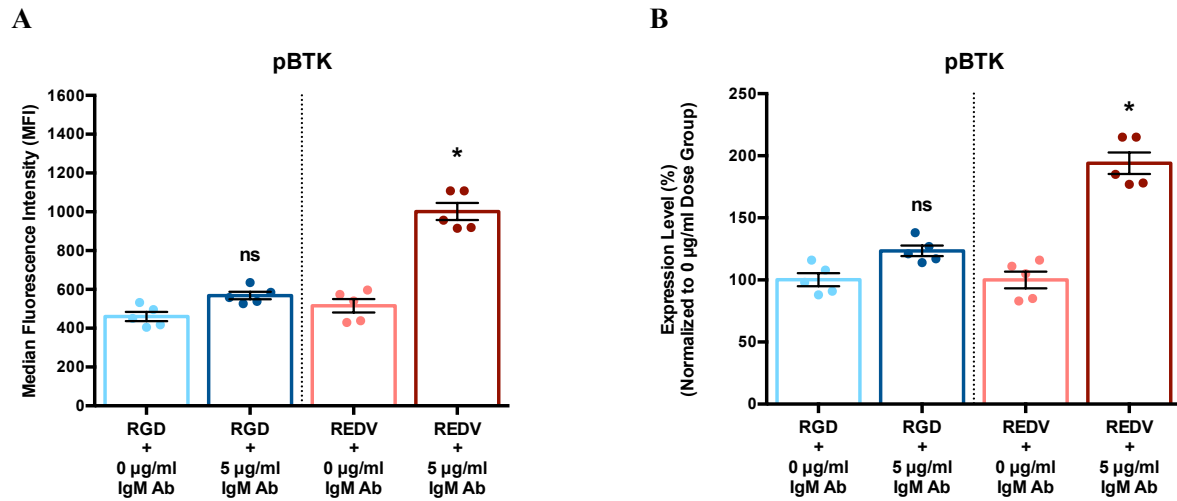 A
pBTK
Median Fluorescence Intensity (MFI)
1600
1400
1200
1000
800
600
400
200
0
ns
*
RGD
+
0 µg/ml
IgM Ab
RGD
+
5 µg/ml
IgM Ab
REDV
+
0 µg/ml
IgM Ab
REDV
+
5 µg/ml
IgM Ab
B
pBTK
Expression Level (%)
(Normalized to 0 µg/ml Dose Group)
250
200
150
100
50
0
ns
*
RGD
+
0 µg/ml
IgM Ab
RGD
+
5 µg/ml
IgM Ab
REDV
+
0 µg/ml
IgM Ab
REDV
+
5 µg/ml
IgM Ab